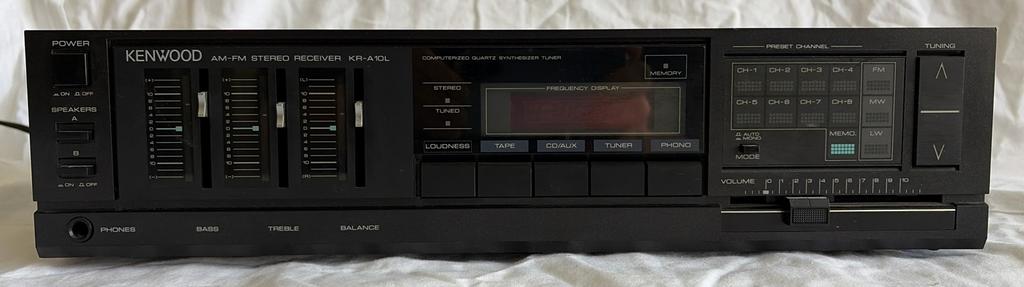 POWER
ON OFF
SPEAKERS
A
B
ON OFF
PHONES
KENWOOD AM-FM STEREO RECEIVER KR-A10L
BASS TREBLE BALANCE
COMPUTERIZED QUARTZ SYNTHESIZER TUNER
MEMORY
STEREO
TUNED
FREQUENCY DISPLAY
LOUDNESS TAPE CD/AUX TUNER PHONO
PRESET CHANNEL
CH-1 CH-2 CH-3 CH-4 FM
CH-5 CH-6 CH-7 CH-8 MW
AUTO
MONO
MODE
MEMO. LW
TUNING
VOLUME 0 1 2 3 4 5 6 7 8 9 10